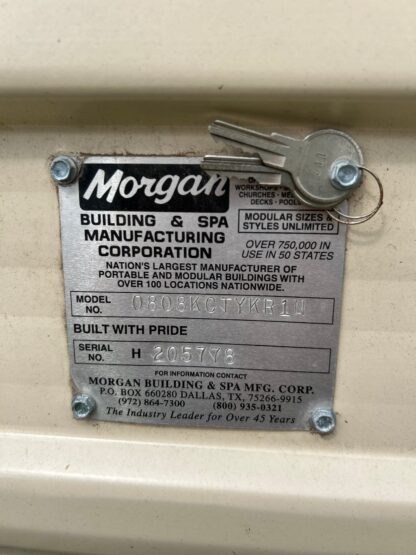 Morgan
WORKSHOPS
CHURCHES
DECKS • POOL
BUILDING & SPA
MANUFACTURING
CORPORATION
MODULAR SIZES &
STYLES UNLIMITED
OVER 750,000 IN
USE IN 50 STATES
NATION'S LARGEST MANUFACTURER OF
PORTABLE AND MODULAR BUILDINGS WITH
OVER 100 LOCATIONS NATIONWIDE.
MODEL NO. 0808KGTYKR10
BUILT WITH PRIDE
SERIAL NO. H 205778
FOR INFORMATION CONTACT
MORGAN BUILDING & SPA MFG. CORP.
P.O. BOX 660280 DALLAS, TX, 75266-9915
(972) 864-7300 (800) 935-0321
The Industry Leader for Over 45 Years